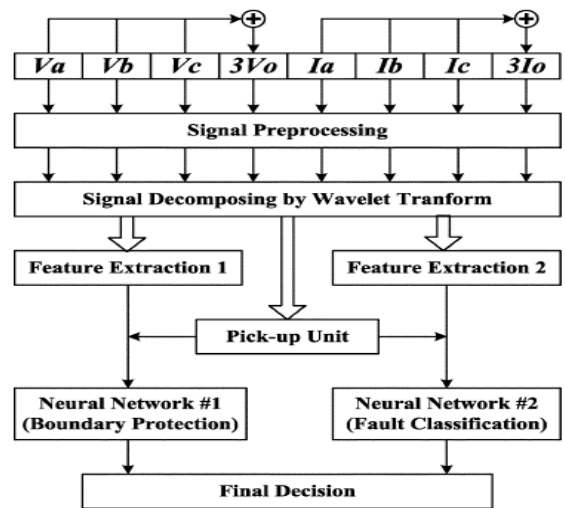 Va Vb Vc 3Vo Ia Ib Ic 3Io
Signal Preprocessing
Signal Decomposing by Wavelet Tranform
Feature Extraction 1 Feature Extraction 2
Pick-up Unit
Neural Network #1
(Boundary Protection)
Neural Network #2
(Fault Classification)
Final Decision